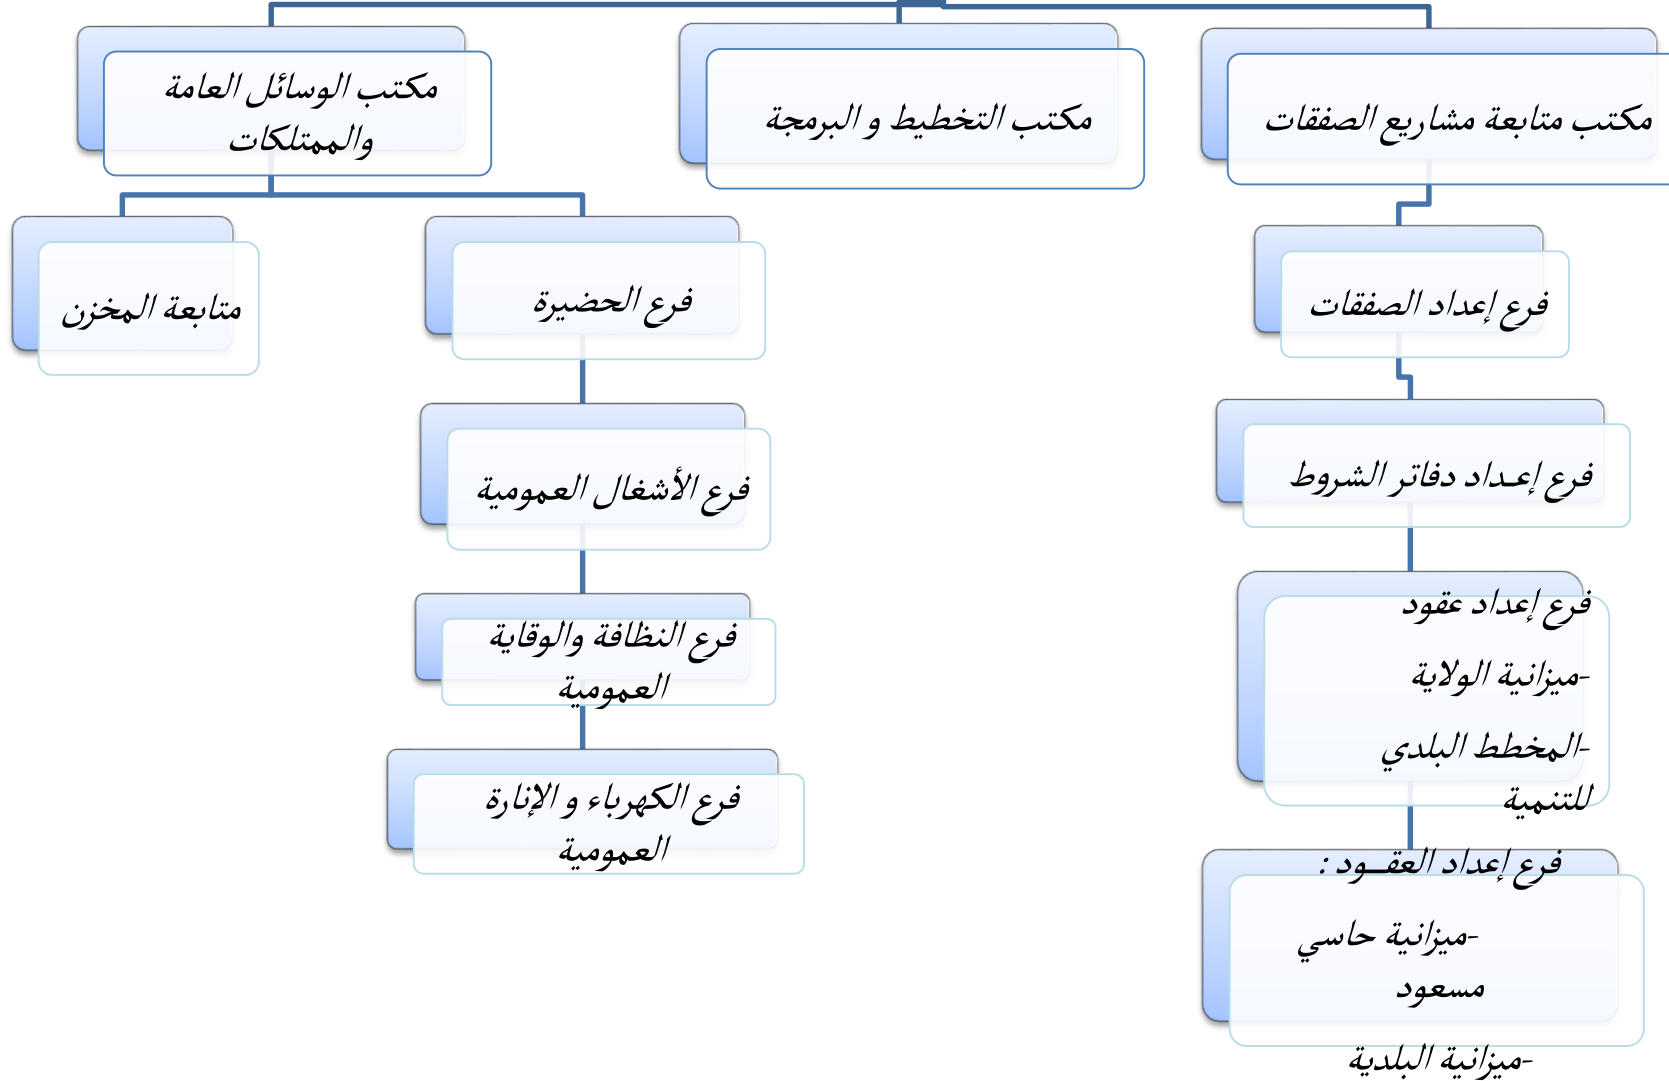 مكتب متابعة مشاريع الصفقات
مكتب التخطيط و البرمجة
مكتب الوسائل العامة
والممتلكات
فرع إعداد الصفقات
فرع الحضيرة
متابعة المخزن
فرع إعـداد دفاتر الشروط
فرع الأشغال العمومية
فرع إعداد عقود
-ميزانية الولاية
-المخطط البلدي
للتنمية
فرع النظافة والوقاية
العمومية
فرع الكهرباء و الإنارة
العمومية
فرع إعداد العقــود :
-ميزانية حاسي
مسعود
-ميزانية البلدية